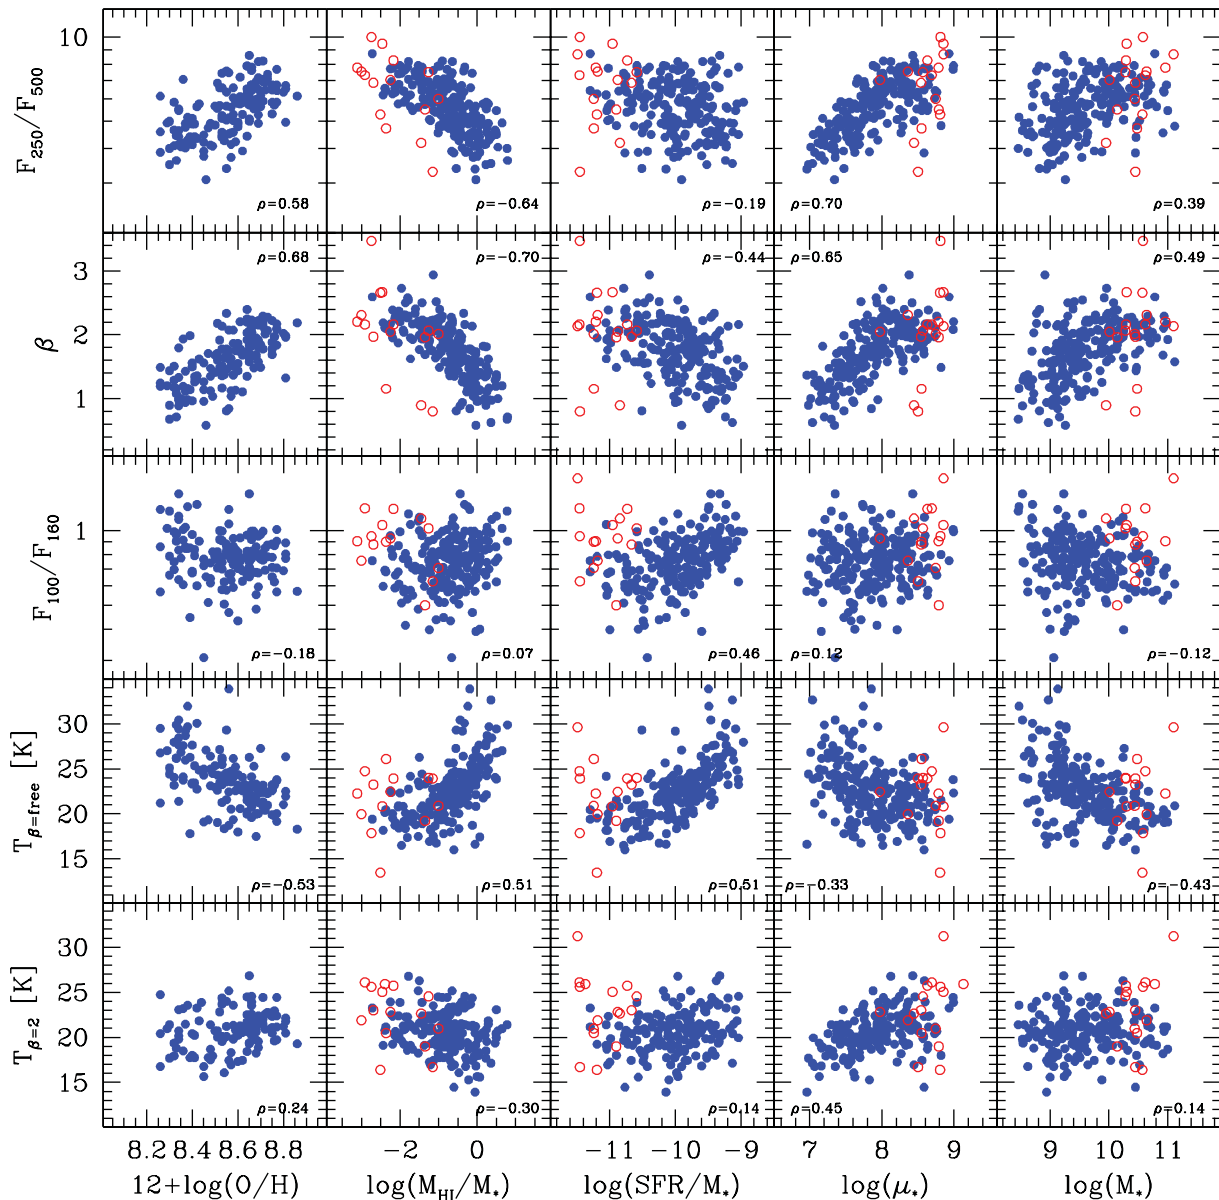 F250/F500
10
ρ=0.58
ρ=−0.64
ρ=−0.19
ρ=0.70
ρ=0.39
β
3
2
1
ρ=0.68
ρ=−0.70
ρ=−0.44
ρ=0.65
ρ=0.49
F100/F160
1
ρ=−0.18
ρ=0.07
ρ=0.46
ρ=0.12
ρ=−0.12
Tβ=free [K]
30
25
20
15
ρ=−0.53
ρ=0.51
ρ=0.51
ρ=−0.33
ρ=−0.43
Tβ=2 [K]
30
25
20
15
ρ=0.24
ρ=−0.30
ρ=0.14
ρ=0.45
ρ=0.14
8.2 8.4 8.6 8.8
−2 0
−11 −10 −9
7 8 9
9 10 11
12+log(O/H)
log(MHI/M*)
log(SFR/M*)
log(μ*)
log(M*)